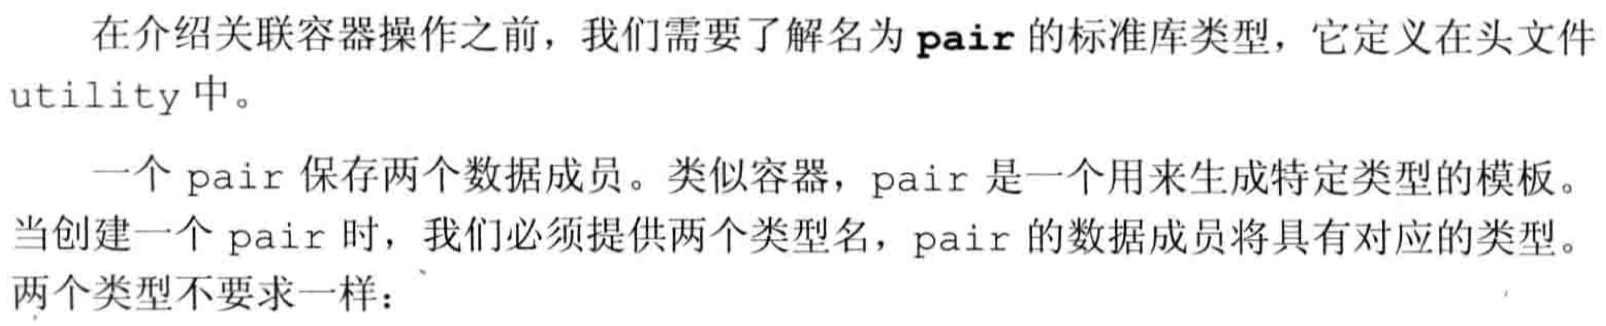 在介绍关联容器操作之前，我们需要了解名为 pair 的标准库类型，它定义在头文件
utility 中。
一个 pair 保存两个数据成员。类似容器，pair 是一个用来生成特定类型的模板。
当创建一个 pair 时，我们必须提供两个类型名，pair 的数据成员将具有对应的类型。
两个类型不要求一样：